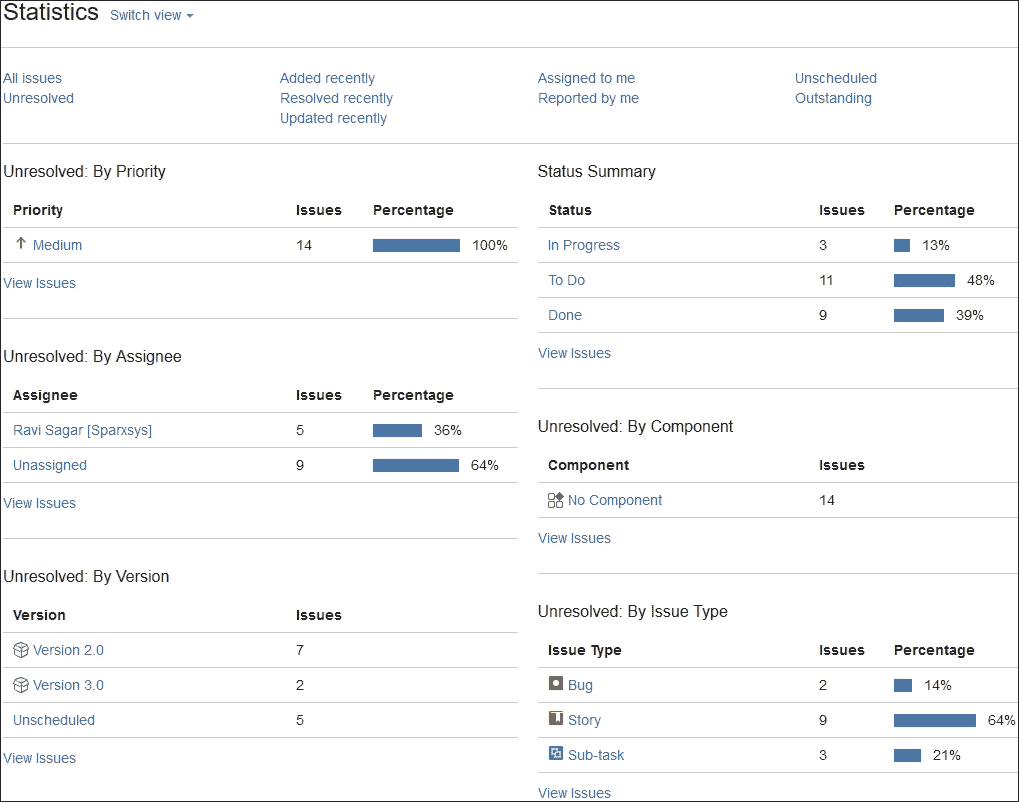 Statistics Switch view
All issues Added recently Assigned to me Unscheduled
Unresolved Resolved recently Reported by me Outstanding
Updated recently
Unresolved: By Priority
Priority Issues Percentage
Medium 14 100%
View Issues
Unresolved: By Assignee
Assignee Issues Percentage
Ravi Sagar [Sparxsys] 5 36%
Unassigned 9 64%
View Issues
Unresolved: By Version
Version Issues
Version 2.0 7
Version 3.0 2
Unscheduled 5
View Issues
Status Summary
Status Issues Percentage
In Progress 3 13%
To Do 11 48%
Done 9 39%
View Issues
Unresolved: By Component
Component Issues
No Component 14
View Issues
Unresolved: By Issue Type
Issue Type Issues Percentage
Bug 2 14%
Story 9 64%
Sub-task 3 21%
View Issues